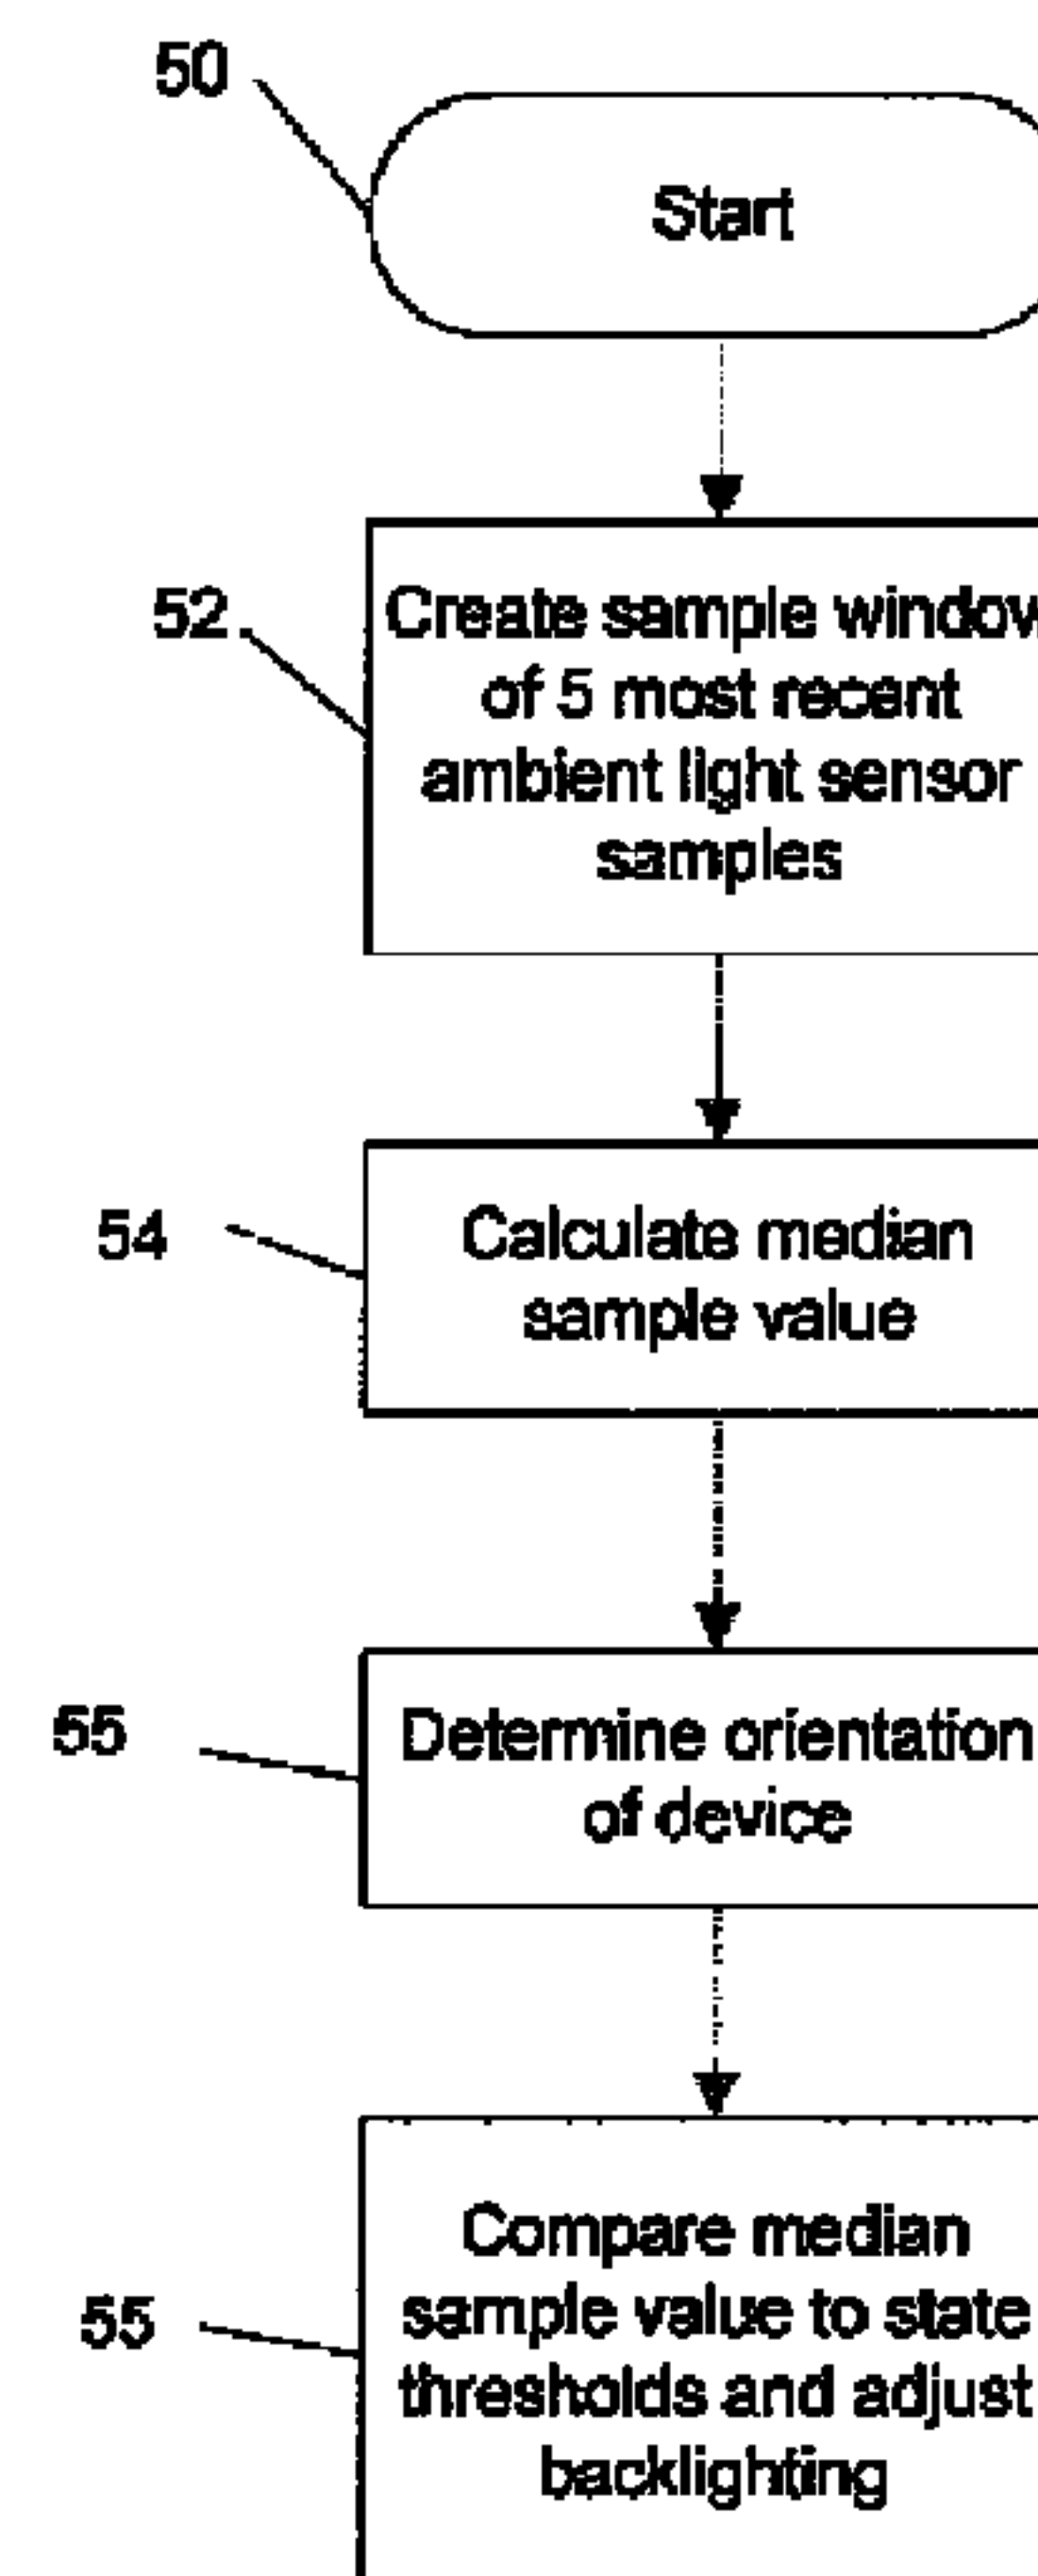 50
Start
52
Create sample window
of 5 most recent
ambient light sensor
samples
54
Calculate median
sample value
55
Determine orientation
of device
55
Compare median
sample value to state
thresholds and adjust
backlighting